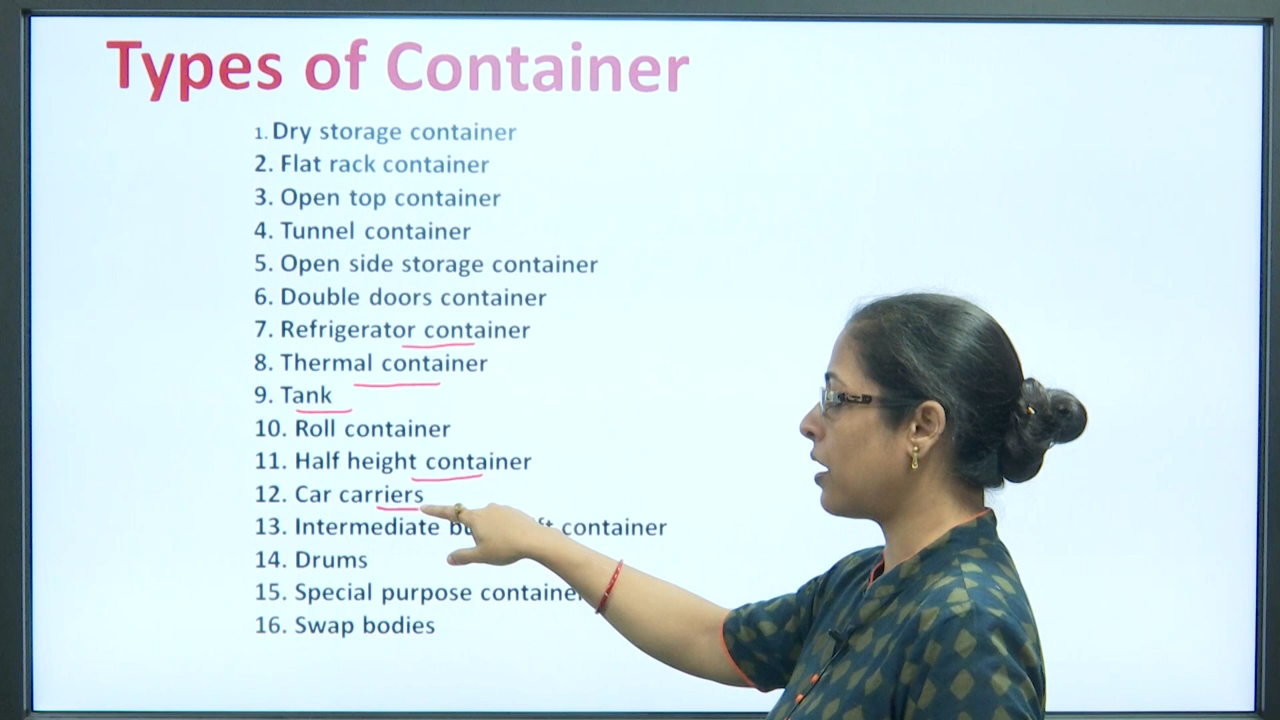 Types of Container
1. Dry storage container
2. Flat rack container
3. Open top container
4. Tunnel container
5. Open side storage container
6. Double doors container
7. Refrigerator container
8. Thermal container
9. Tank
10. Roll container
11. Half height container
12. Car carriers
13. Intermediate container
14. Drums
15. Special purpose container
16. Swap bodies